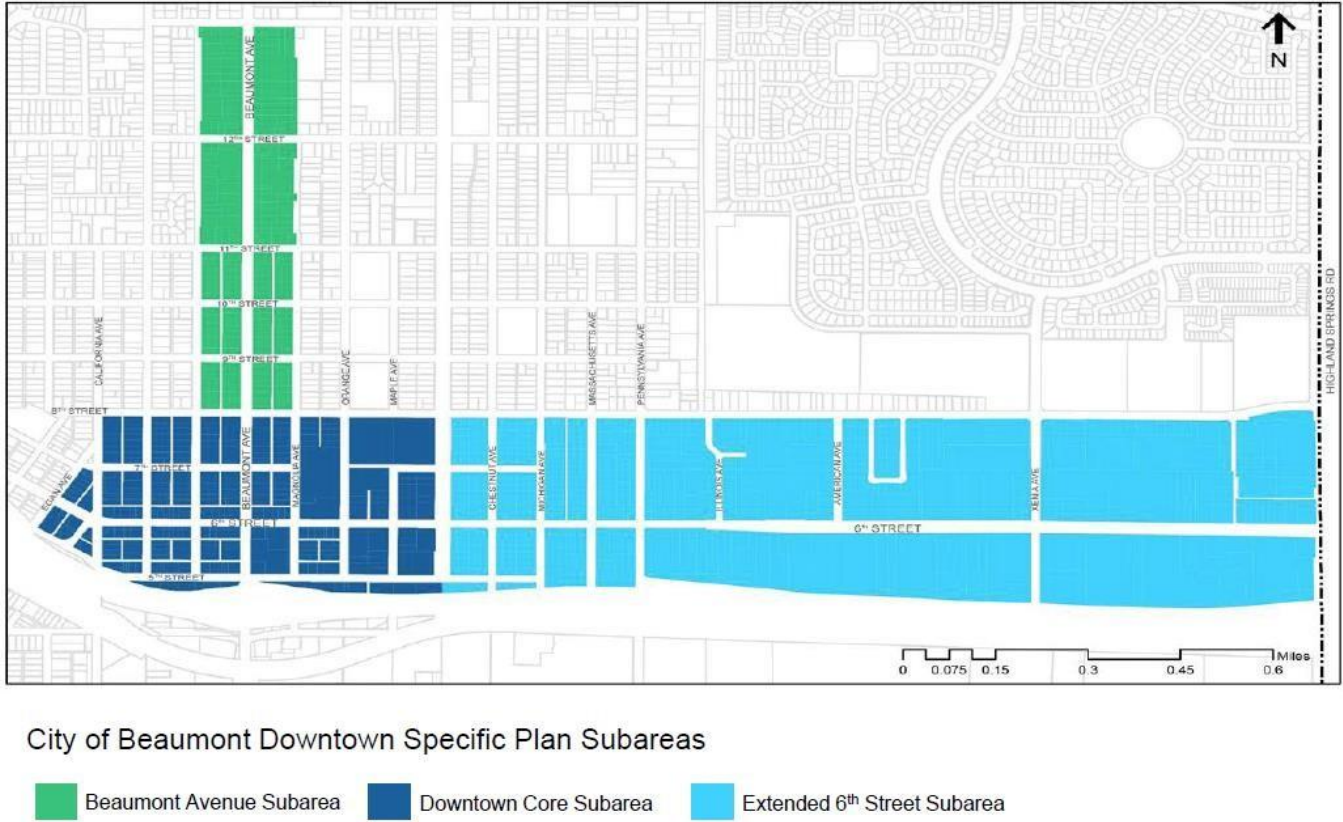 N
BEAUMONT AVE
12TH STREET
11TH STREET
10TH STREET
9TH STREET
CALIFORNIA AVE
ORANGE AVE
MAPLE AVE
MASSACHUSETTS AVE
PENNSYLVANIA AVE
HIGHLAND SPRINGS RD
8TH STREET
7TH STREET
EGAN AVE
BEAUMONT AVE
MAGNOLIA AVE
CHESTNUT AVE
MICHIGAN AVE
ILLINOIS AVE
AMERICAN AVE
XENIA AVE
6TH STREET
6TH STREET
5TH STREET
Miles
0 0.075 0.15 0.3 0.45 0.6
City of Beaumont Downtown Specific Plan Subareas
Beaumont Avenue Subarea
Downtown Core Subarea
Extended 6th Street Subarea